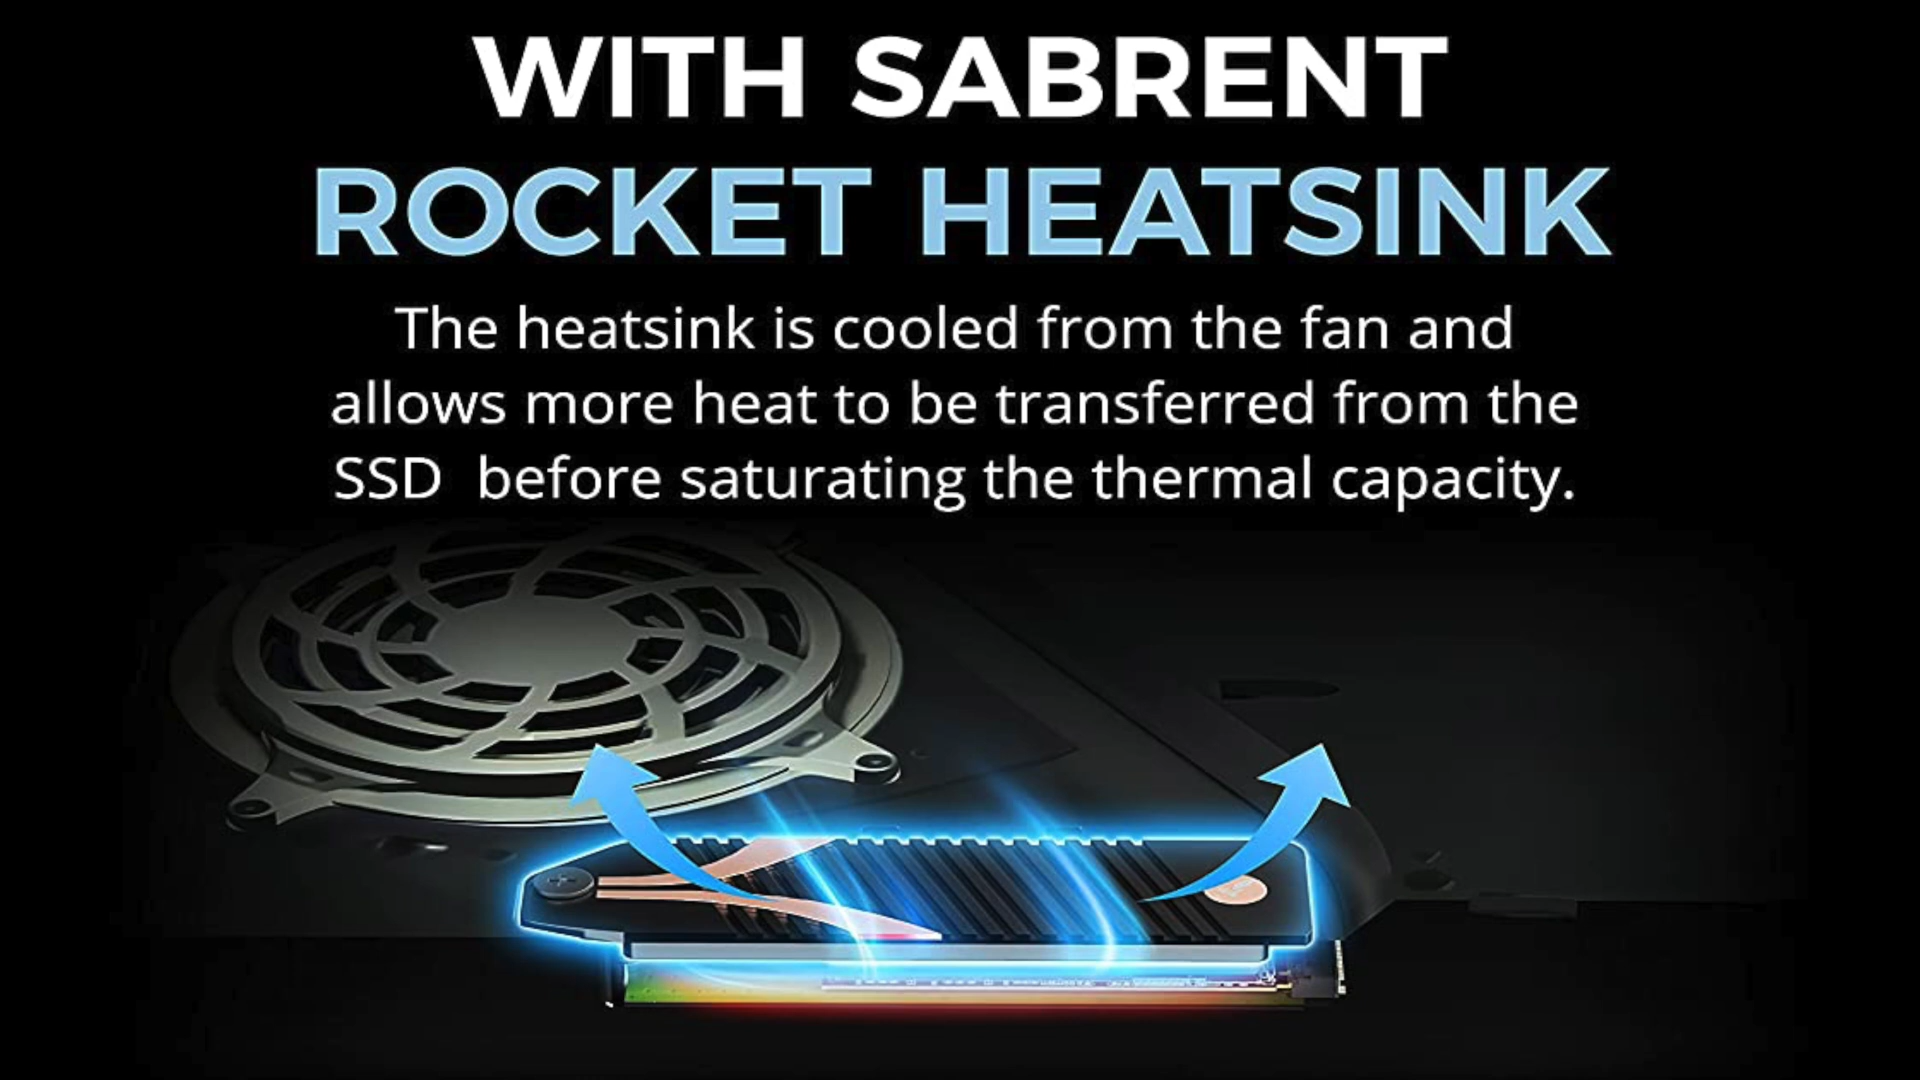 WITH SABRENT
ROCKET HEATSINK
The heatsink is cooled from the fan and
allows more heat to be transferred from the
SSD  before saturating the thermal capacity.